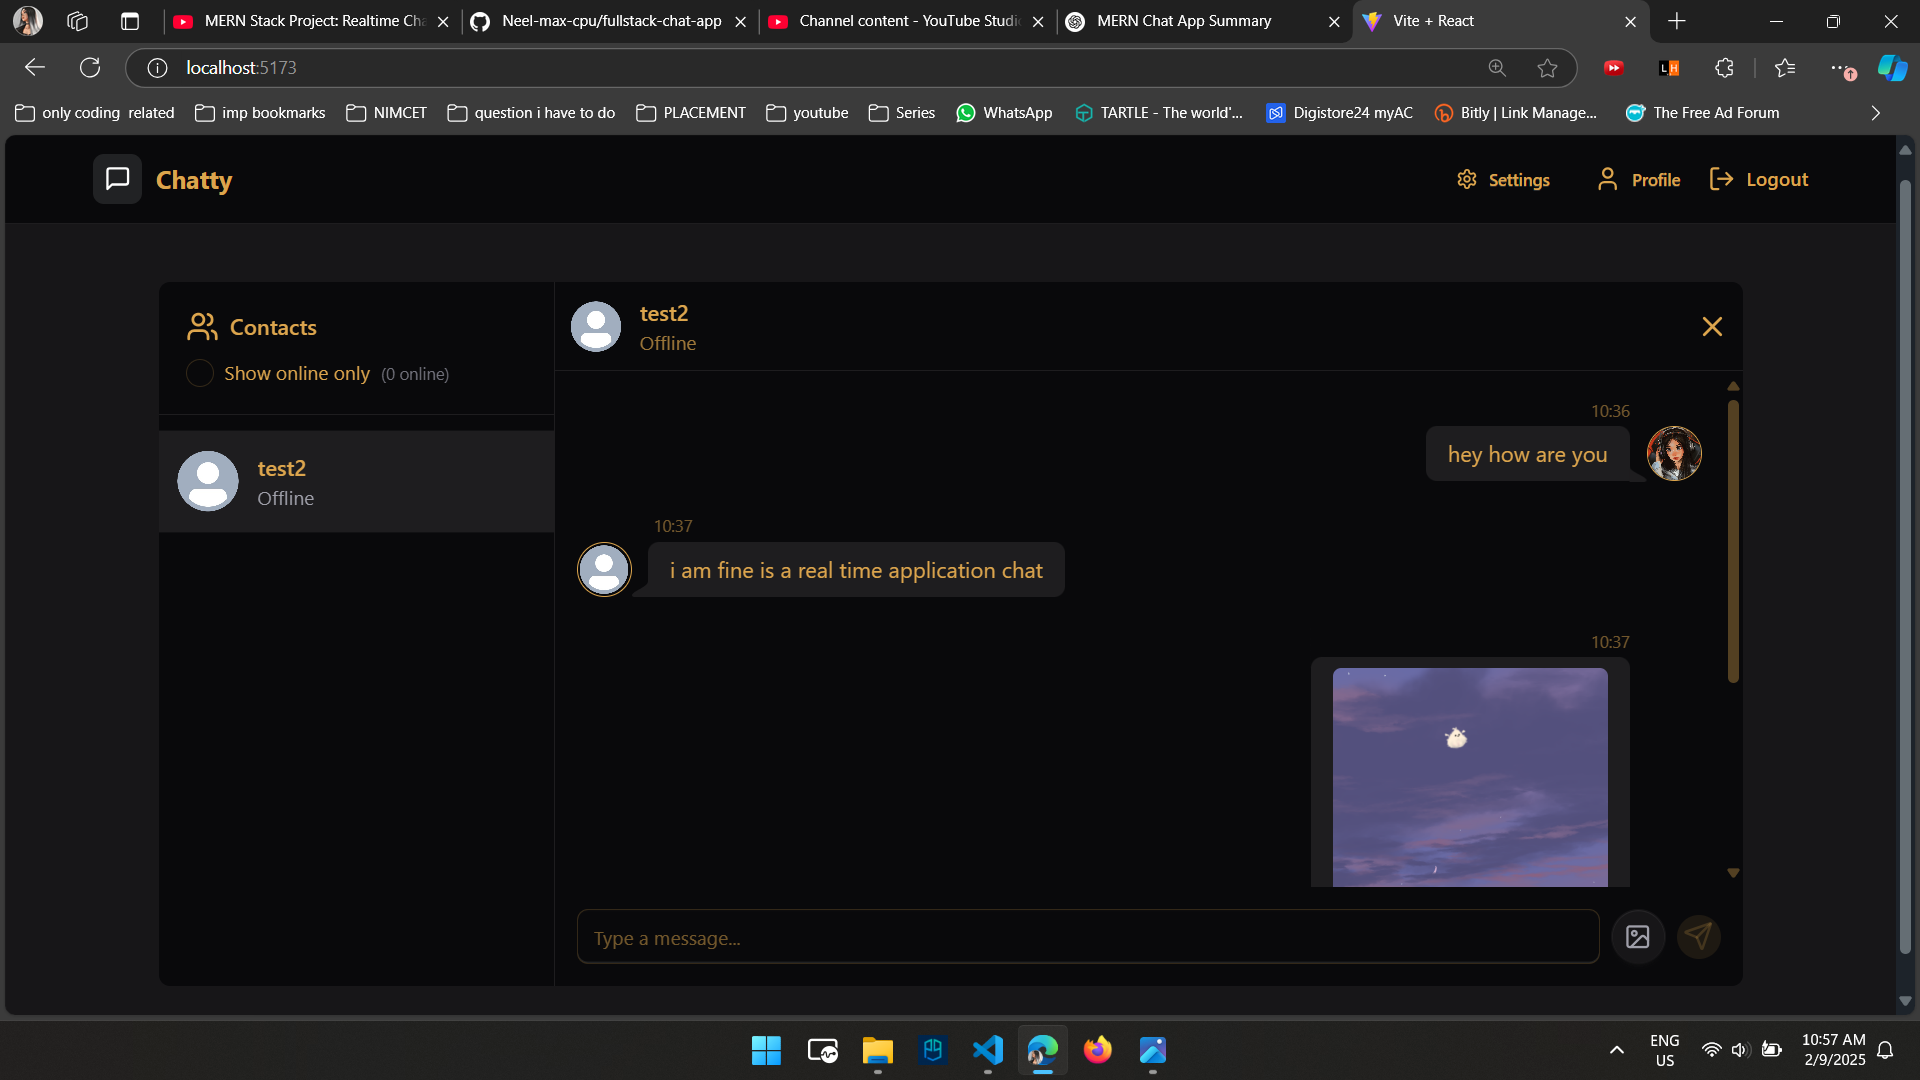 MERN Stack Project: Realtime Cha
Neel-max-cpu/fullstack-chat-app
Channel content - YouTube Studio
MERN Chat App Summary
Vite + React
localhost:5173
only coding related
imp bookmarks
NIMCET
question i have to do
PLACEMENT
youtube
Series
WhatsApp
TARTLE - The world'...
Digistore24 myAC
Bitly | Link Manage...
The Free Ad Forum
Chatty
Settings
Profile
Logout
Contacts
Show online only (0 online)
test2
Offline
test2
Offline
10:36
hey how are you
10:37
i am fine is a real time application chat
10:37
Type a message...
ENG
US
10:57 AM
2/9/2025